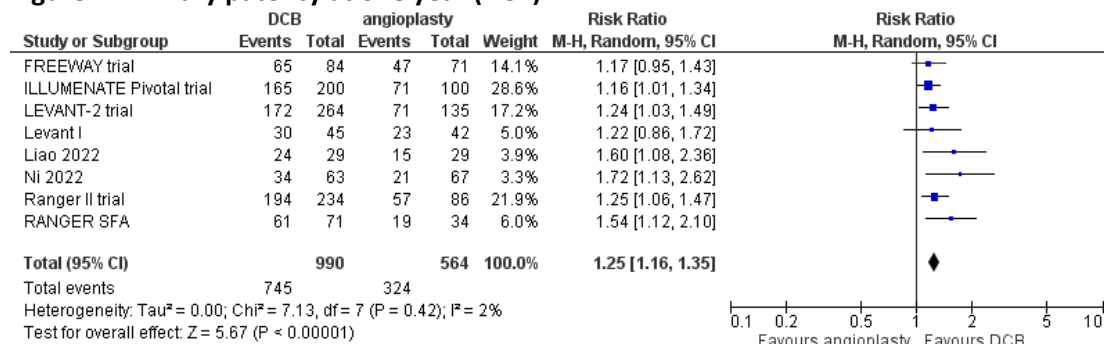 DCB angioplasty Risk Ratio Risk Ratio
Study or Subgroup Events Total Events Total Weight M-H, Random, 95% CI M-H, Random, 95% CI
FREEWAY trial 65 84 47 71 14.1% 1.17 [0.95, 1.43]
ILLUMENATE Pivotal trial 165 200 71 100 28.6% 1.16 [1.01, 1.34]
LEVANT-2 trial 172 264 71 135 17.2% 1.24 [1.03, 1.49]
Levant I 30 45 23 42 5.0% 1.22 [0.86, 1.72]
Liao 2022 24 29 15 29 3.9% 1.60 [1.08, 2.36]
Ni 2022 34 63 21 67 3.3% 1.72 [1.13, 2.62]
Ranger II trial 194 234 57 86 21.9% 1.25 [1.06, 1.47]
RANGER SFA 61 71 19 34 6.0% 1.54 [1.12, 2.10]
Total (95% CI) 990 564 100.0% 1.25 [1.16, 1.35]
Total events 745 324
Heterogeneity: Tau² = 0.00; Chi² = 7.13, df = 7 (P = 0.42); I² = 2%
Test for overall effect: Z = 5.67 (P < 0.00001)
0.1 0.2 0.5 1 2 5 10
Favours angioplasty Favours DCB